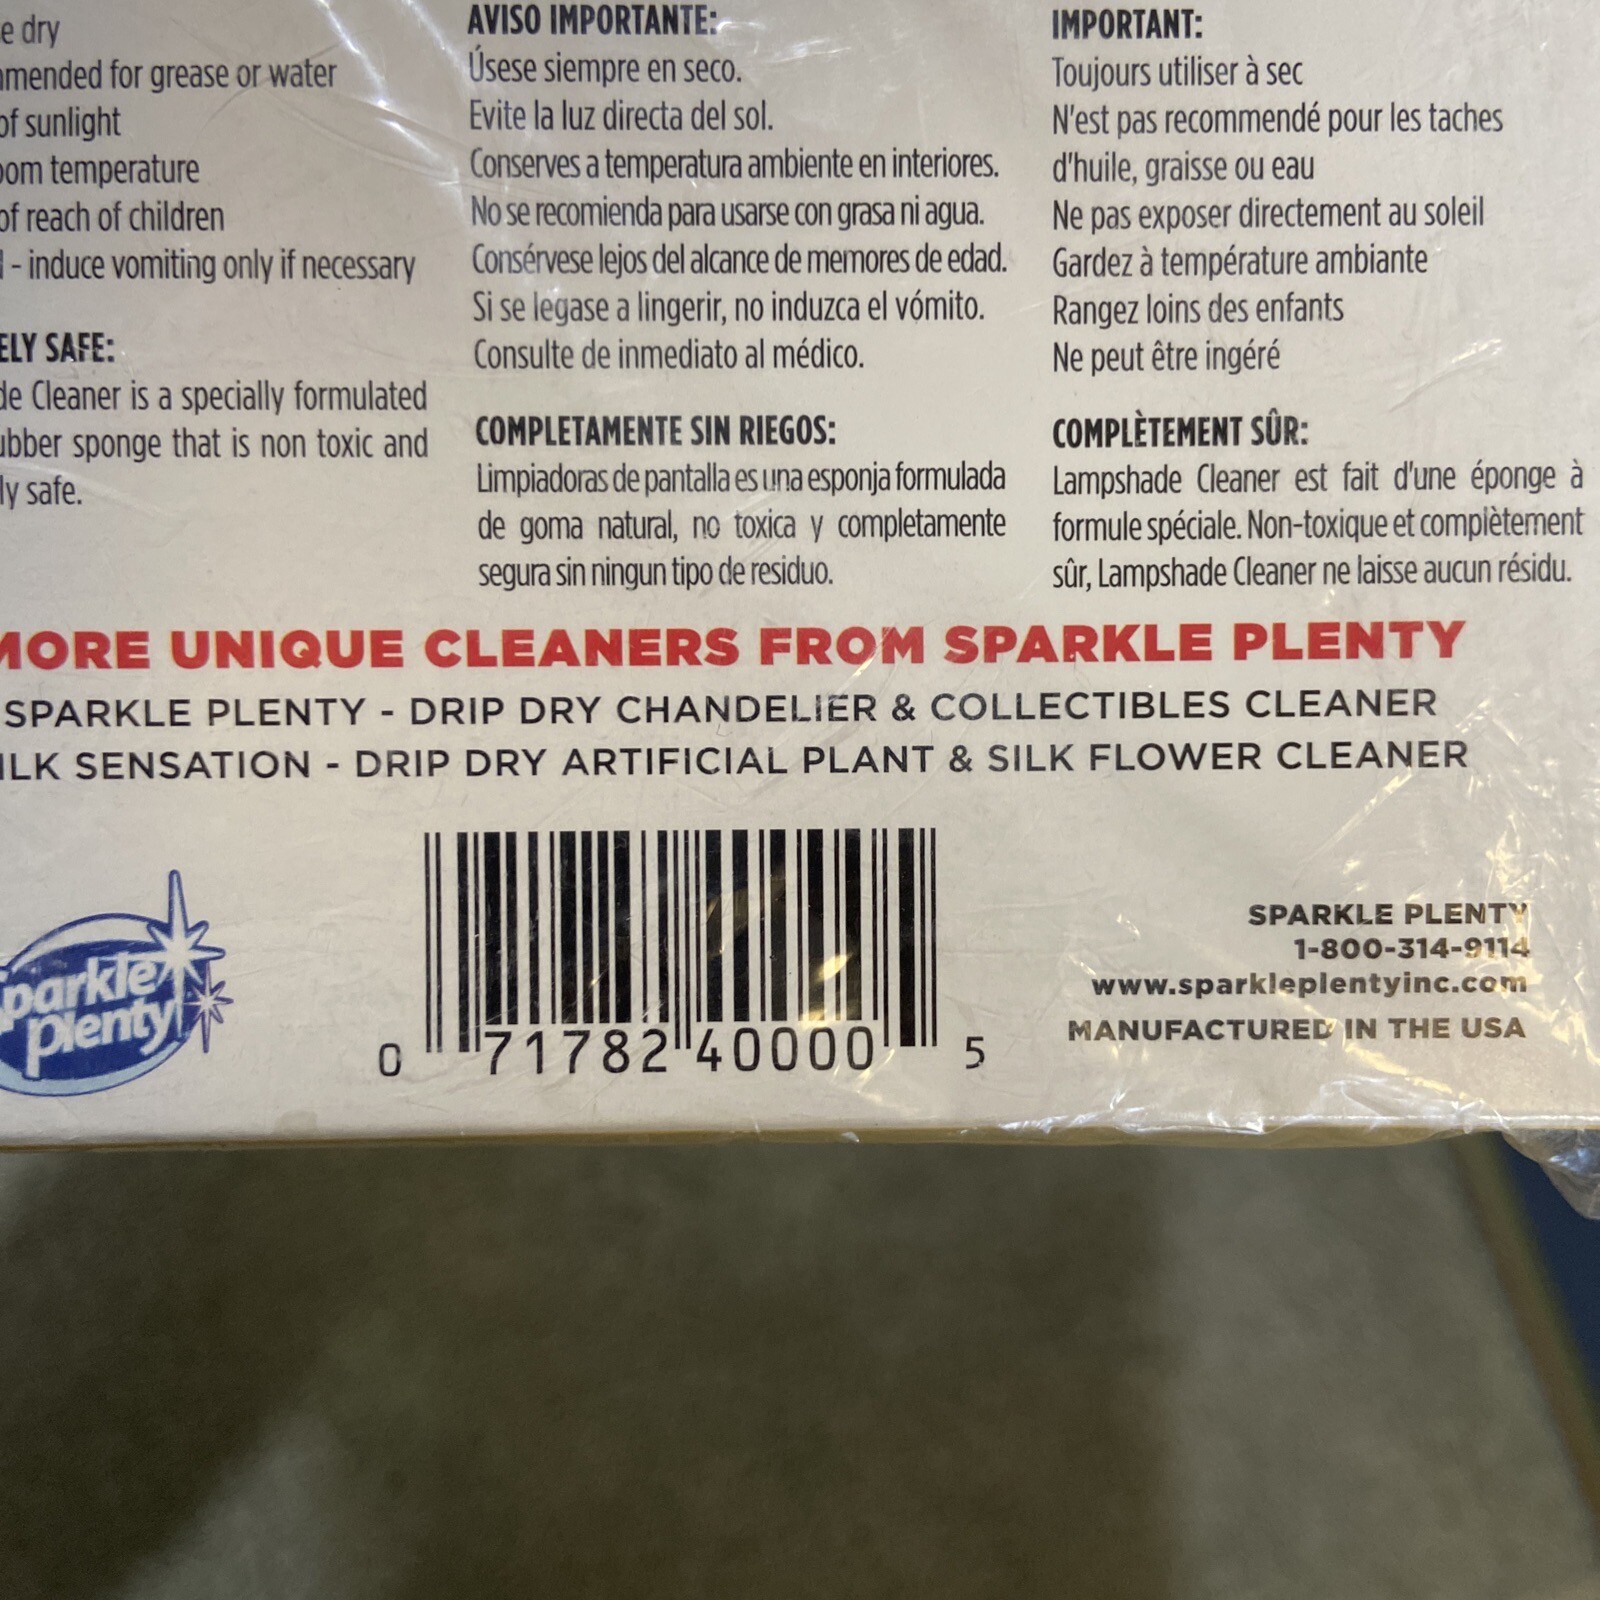 e dry
mmended for grease or water
of sunlight
oom temperature
of reach of children
- induce vomiting only if necessary
ELY SAFE:
de Cleaner is a specially formulated
ubber sponge that is non toxic and
ly safe.
AVISO IMPORTANTE:
Úsese siempre en seco.
Evite la luz directa del sol.
Conserves a temperatura ambiente en interiores.
No se recomienda para usarse con grasa ni agua.
Consérvese lejos del alcance de memores de edad.
Si se legase a lingerir, no induzca el vómito.
Consulte de inmediato al médico.
COMPLETAMENTE SIN RIEGOS:
Limpiadoras de pantalla es una esponja formulada
de goma natural, no toxica y completamente
segura sin ningun tipo de residuo.
IMPORTANT:
Toujours utiliser à sec
N'est pas recommendé pour les taches
d'huile, graisse ou eau
Ne pas exposer directement au soleil
Gardez à température ambiante
Rangez loins des enfants
Ne peut être ingéré
COMPLÈTEMENT SÛR:
Lampshade Cleaner est fait d'une éponge à
formule spéciale. Non-toxique et complètement
sûr, Lampshade Cleaner ne laisse aucun résidu.
MORE UNIQUE CLEANERS FROM SPARKLE PLENTY
SPARKLE PLENTY - DRIP DRY CHANDELIER & COLLECTIBLES CLEANER
ILK SENSATION - DRIP DRY ARTIFICIAL PLANT & SILK FLOWER CLEANER
Sparkle
Plenty
0 71782 40000 5
SPARKLE PLENTY
1-800-314-9114
www.sparkleplentyinc.com
MANUFACTURED IN THE USA